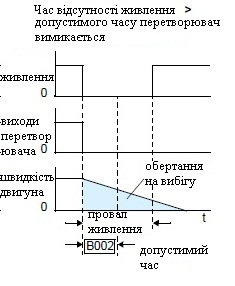 Час відсутності живлення >
допустимого часу перетворювач
вимикається
живлення
0
виходи
перетвор
ювача 0
швидкість
двигуна
0
обертання
на вибігу
t
провал
живлення
B002
допустимий
час